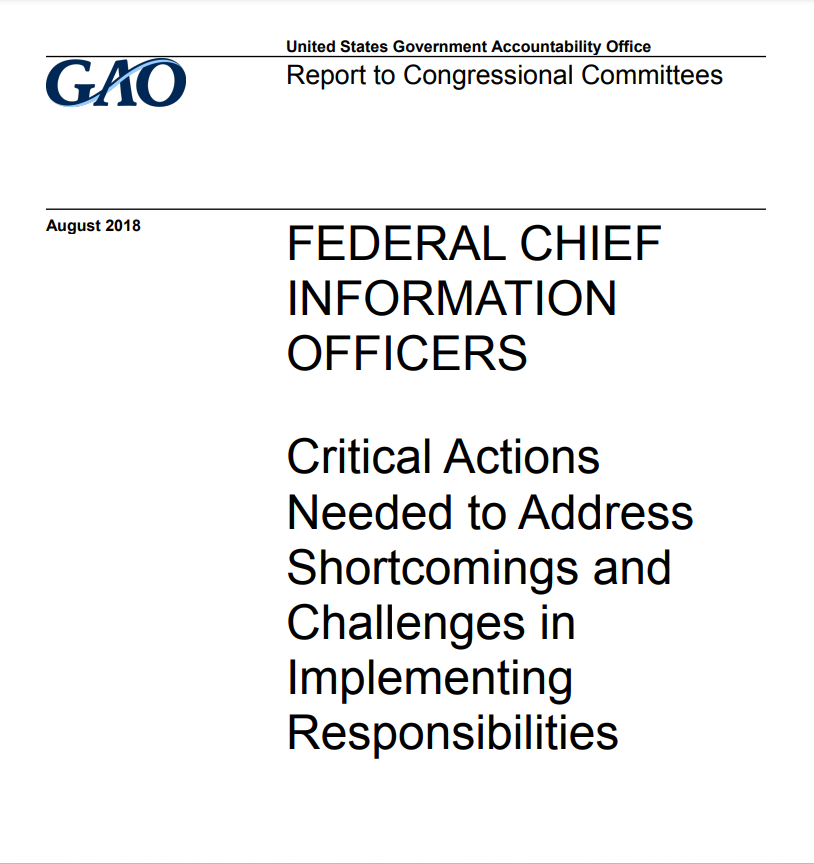 United States Government Accountability Office
GAO
Report to Congressional Committees
August 2018
FEDERAL CHIEF
INFORMATION
OFFICERS
Critical Actions
Needed to Address
Shortcomings and
Challenges in
Implementing
Responsibilities